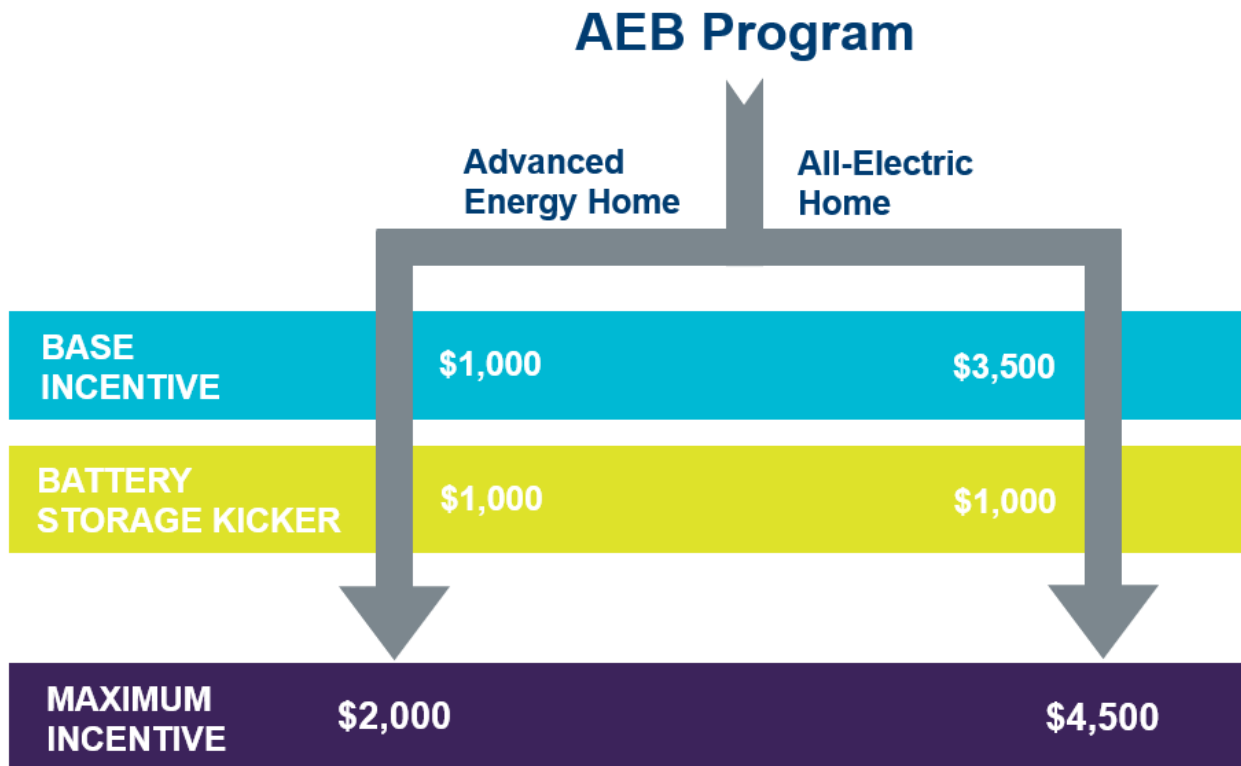 AEB Program
Advanced
Energy Home
All-Electric
Home
BASE
INCENTIVE
$1,000
$3,500
BATTERY
STORAGE KICKER
$1,000
$1,000
MAXIMUM
INCENTIVE
$2,000
$4,500